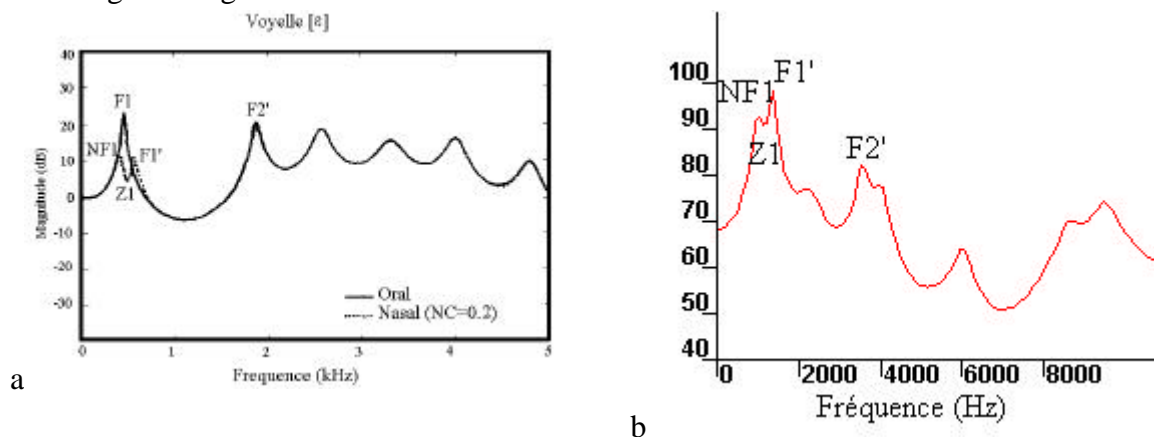 Voyelle [ɛ]
40
30
20
10
0
-10
-20
-30
Magnitude (dB)
F1
NF1
F1'
Z1
F2'
Oral
Nasal (NC=0.2)
0 1 2 3 4 5
Frequence (kHz)
a
100
90
80
70
60
50
40
NF1
F1'
Z1
F2'
0 2000 4000 6000 8000
Fréquence (Hz)
b